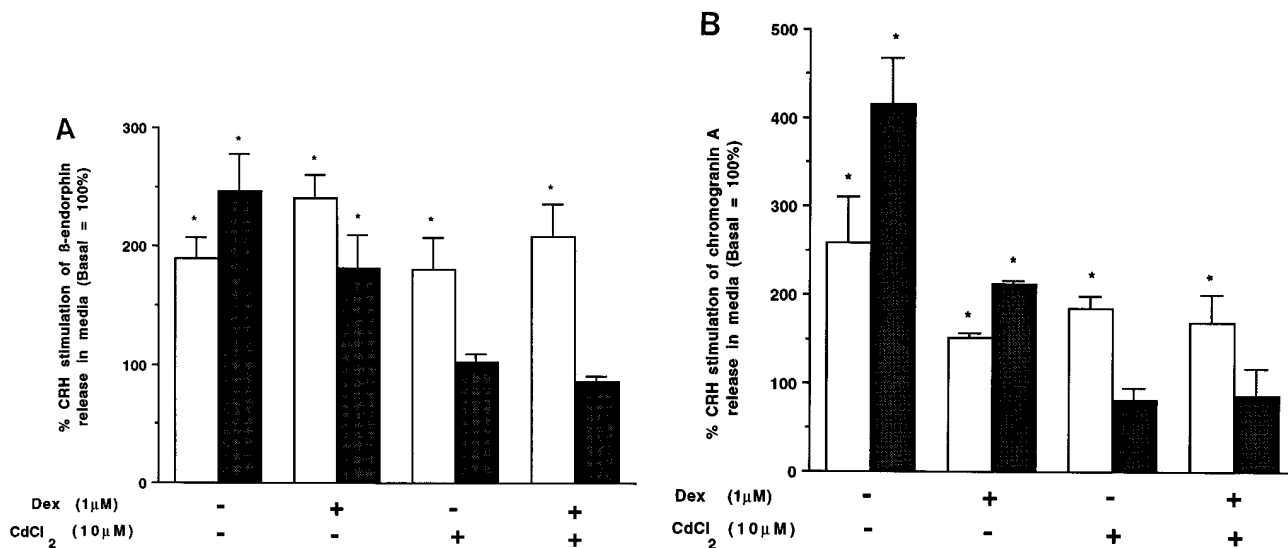 A
% CRH stimulation of ß-endorphin
release in media (Basal = 100%)
300
200
100
0
* * * * * *
Dex (1µM) - + - +
CdCl2 (10µM) - - + +
B
% CRH stimulation of chromogranin A
release in media (Basal = 100%)
500
400
300
200
100
0
* * * * * *
Dex (1µM) - + - +
CdCl2 (10µM) - - + +